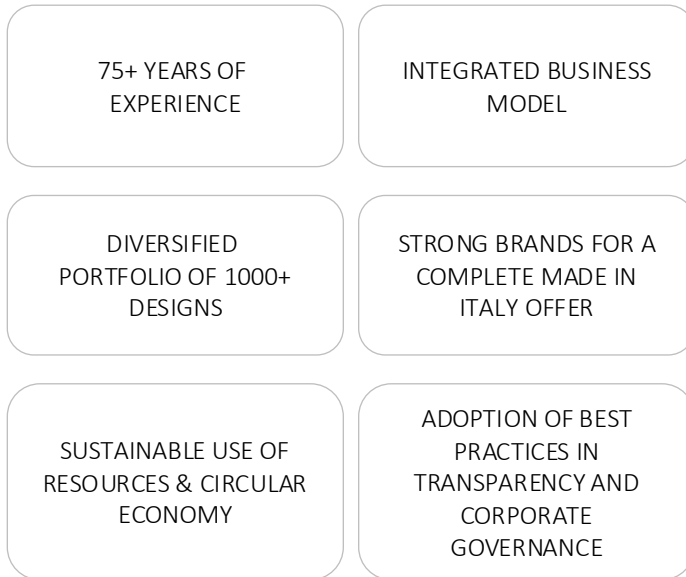 75+ YEARS OF
EXPERIENCE
INTEGRATED BUSINESS
MODEL
DIVERSIFIED
PORTFOLIO OF 1000+
DESIGNS
STRONG BRANDS FOR A
COMPLETE MADE IN
ITALY OFFER
SUSTAINABLE USE OF
RESOURCES & CIRCULAR
ECONOMY
ADOPTION OF BEST
PRACTICES IN
TRANSPARENCY AND
CORPORATE
GOVERNANCE